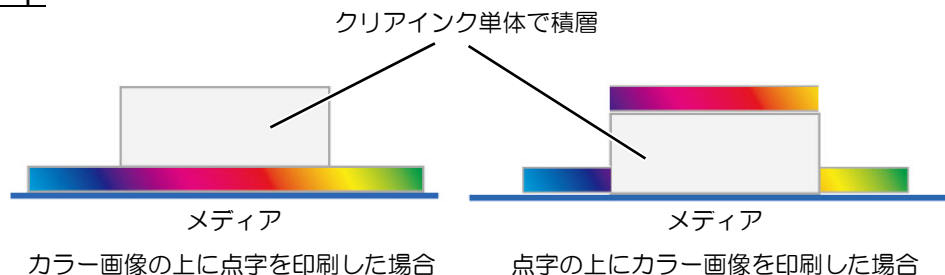 クリアインク単体で積層
メディア
カラー画像の上に点字を印刷した場合
メディア
点字の上にカラー画像を印刷した場合